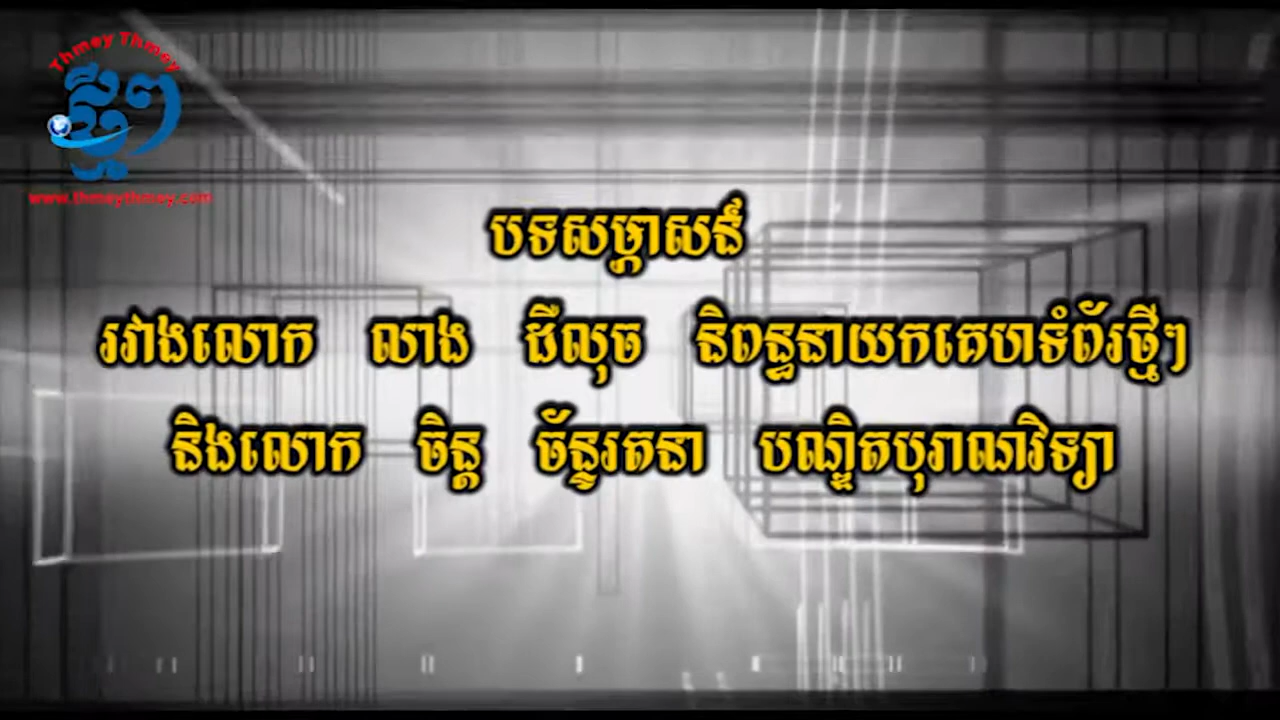 Thmey Thmey
ថ្មីៗ
www.thmeythmey.com
បទសម្ភាសន៍
រវាងលោក លាង ដឺលុច និពន្ធនាយកគេហទំព័រថ្មីៗ
និងលោក ចិន្ត ច័ន្ទរតនា បណ្ឌិតបុរាណវិទ្យា